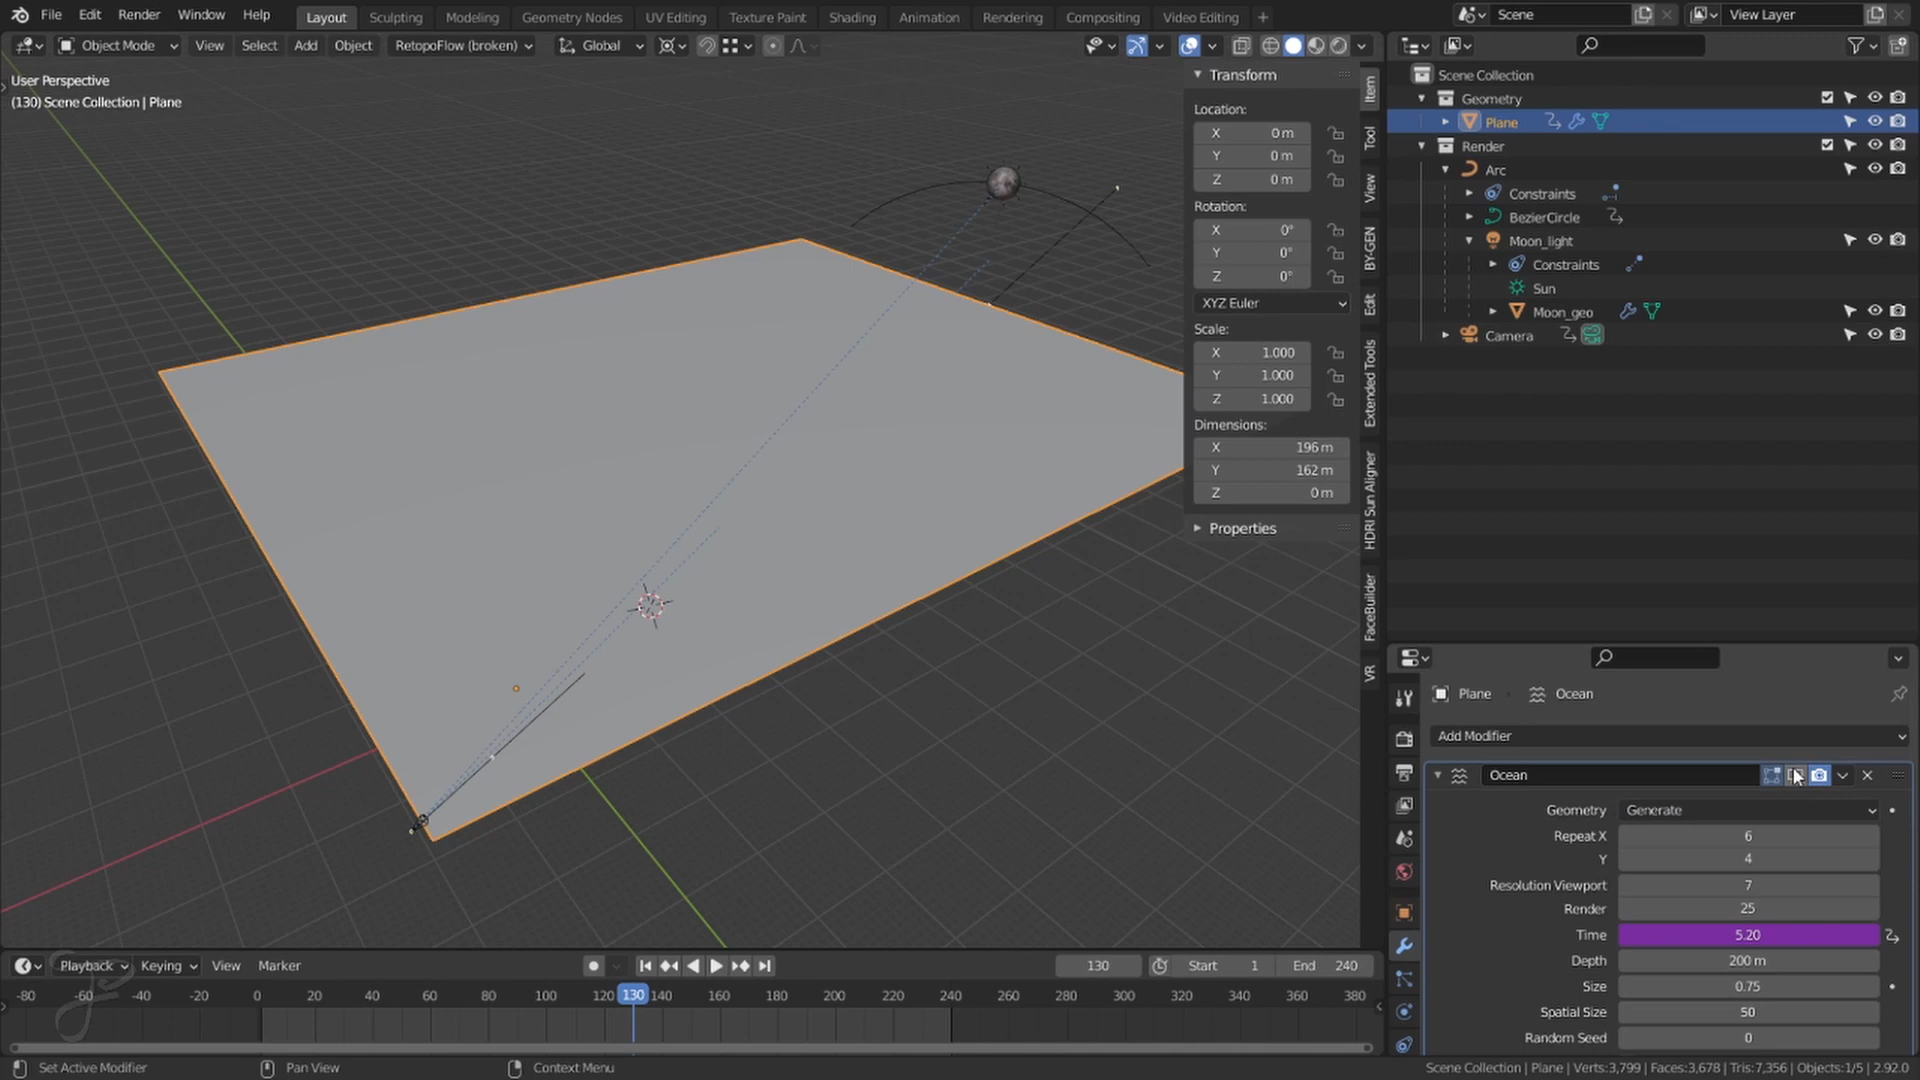 File Edit Render Window Help Layout Sculpting Modeling Geometry Nodes UV Editing Texture Paint Shading Animation Rendering Compositing Video Editing + Scene View Layer
Object Mode View Select Add Object RetopoFlow (broken) Global
User Perspective
(130) Scene Collection | Plane
Transform
Location:
X 0 m
Y 0 m
Z 0 m
Rotation:
X 0°
Y 0°
Z 0°
XYZ Euler
Scale:
X 1.000
Y 1.000
Z 1.000
Dimensions:
X 196 m
Y 162 m
Z 0 m
Properties
Item
Tool
View
BY-GEN
Edit
Extended Tools
HDRI Sun Aligner
FaceBuilder
VR
Scene Collection
Geometry
Plane
Render
Arc
Constraints
BezierCircle
Moon_light
Constraints
Sun
Moon_geo
Camera
Plane Ocean
Add Modifier
Ocean
Geometry Generate
Repeat X 6
Y 4
Resolution Viewport 7
Render 25
Time 5.20
Depth 200 m
Size 0.75
Spatial Size 50
Random Seed 0
Playback Keying View Marker 130 Start 1 End 240
-80 -60 -40 -20 0 20 40 60 80 100 120 130 140 160 180 200 220 240 260 280 300 320 340 360 380
Set Active Modifier Pan View Context Menu Scene Collection | Plane | Verts:3,799 | Faces:3,678 | Tris:7,356 | Objects:1/5 | 2.92.0